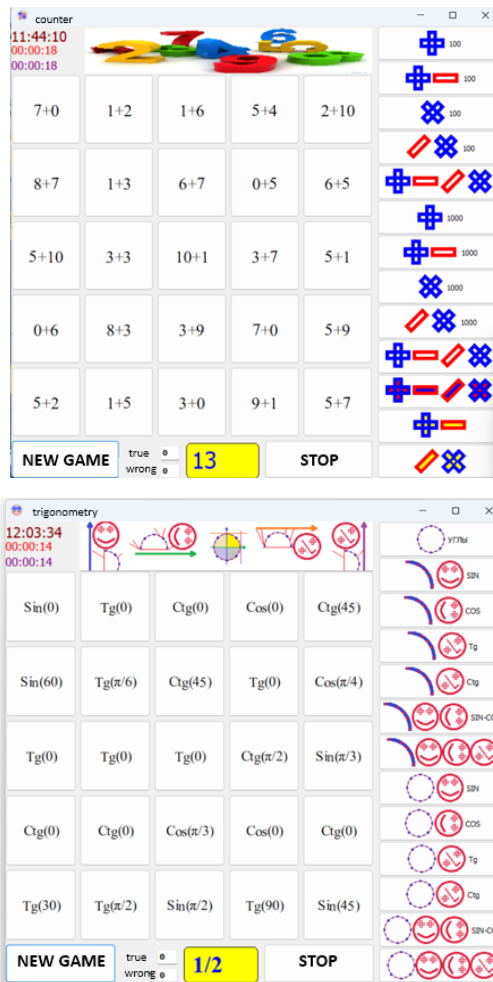 counter
11:44:10
00:00:18
00:00:18
7+0 1+2 1+6 5+4 2+10
8+7 1+3 6+7 0+5 6+5
5+10 3+3 10+1 3+7 5+1
0+6 8+3 3+9 7+0 5+9
5+2 1+5 3+0 9+1 5+7
100
100
100
100
1000
1000
1000
1000
NEW GAME true 0 wrong 0 13 STOP
trigonometry
12:03:34
00:00:14
00:00:14
Sin(0) Tg(0) Ctg(0) Cos(0) Ctg(45)
Sin(60) Tg(π/6) Ctg(45) Tg(0) Cos(π/4)
Tg(0) Tg(0) Tg(0) Ctg(π/2) Sin(π/3)
Ctg(0) Ctg(0) Cos(π/3) Cos(0) Ctg(0)
Tg(30) Tg(π/2) Sin(π/2) Tg(90) Sin(45)
УГЛЫ
SIN
COS
Tg
Ctg
SIN-CO
SIN
COS
Tg
Ctg
SIN-CO
NEW GAME true 0 wrong 0 1/2 STOP